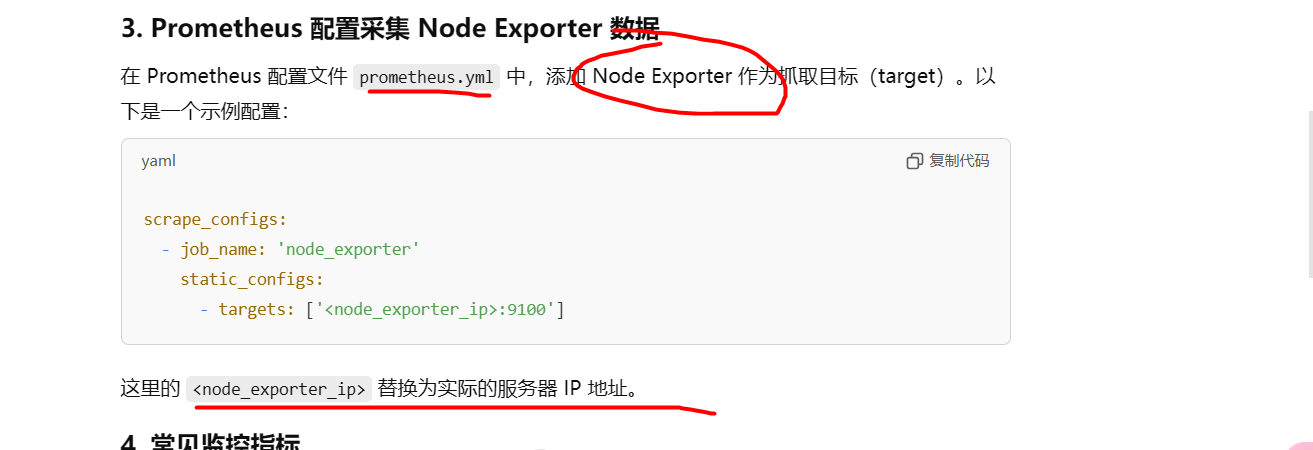 3. Prometheus 配置采集 Node Exporter 数据
在 Prometheus 配置文件 prometheus.yml 中，添加 Node Exporter 作为抓取目标（target）。以
下是一个示例配置：
yaml 复制代码
scrape_configs:
  - job_name: 'node_exporter'
    static_configs:
      - targets: ['<node_exporter_ip>:9100']
这里的 <node_exporter_ip> 替换为实际的服务器 IP 地址。
4. 常见监控指标